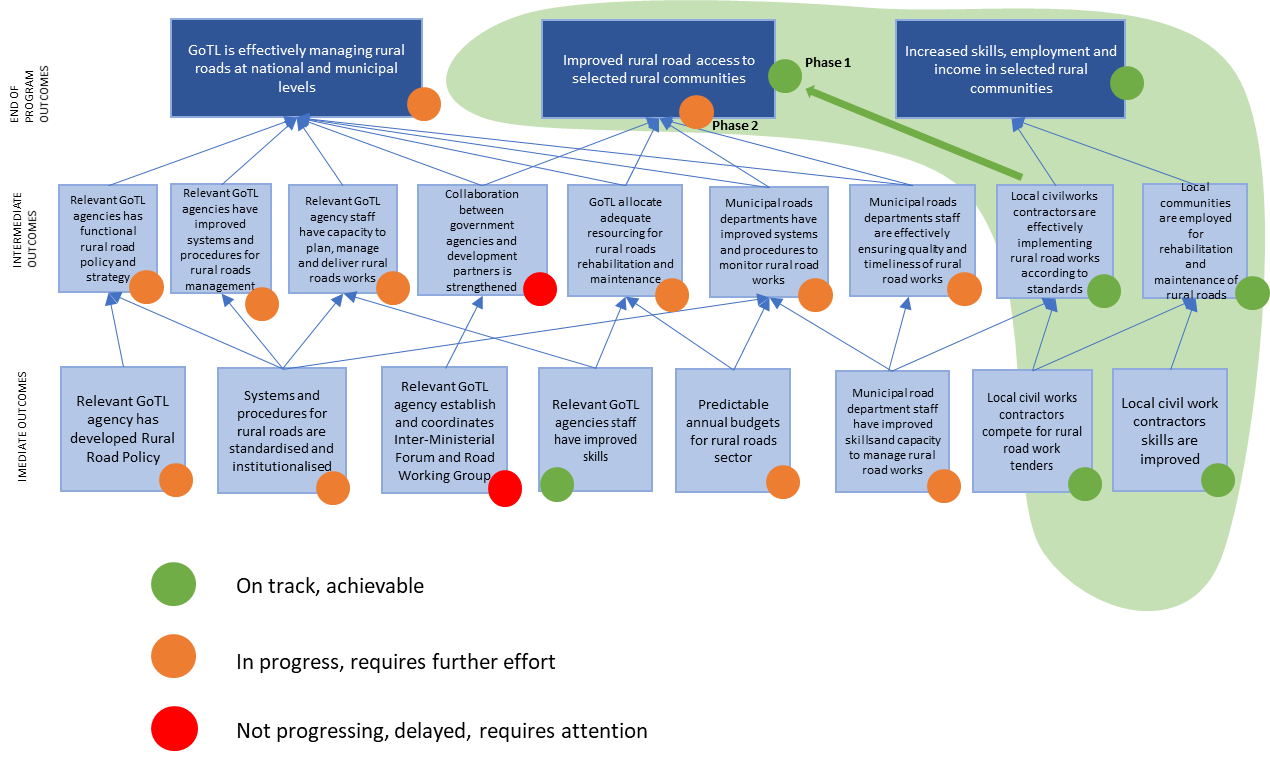 END OF
PROGRAM
OUTCOMES
GoTL is effectively managing rural
roads at national and municipal
levels
Improved rural road access to
selected rural communities
Phase 1
Phase 2
Increased skills, employment and
income in selected rural
communities
INTERMEDIATE
OUTCOMES
Relevant GoTL
agencies has
functional
rural road
policy and
strategy
Relevant GoTL
agencies have
improved
systems and
procedures for
rural roads
management
Relevant GoTL
agency staff
have capacity to
plan, manage
and deliver rural
roads works
Collaboration
between
government
agencies and
development
partners is
strengthened
GoTL allocate
adequate
resourcing for
rural roads
rehabilitation and
maintenance
Municipal roads
departments have
improved systems
and procedures to
monitor rural road
works
Municipal roads
departments staff
are effectively
ensuring quality and
timeliness of rural
road works
Local civil works
contractors are
effectively
implementing
rural road works
according to
standards
Local
communities
are employed
for
rehabilitation
and
maintenance of
rural roads
IMEDIATE OUTCOMES
Relevant GoTL
agency has
developed Rural
Road Policy
Systems and
procedures for
rural roads are
standardised and
institutionalised
Relevant GoTL
agency establish
and coordinates
Inter-Ministerial
Forum and Road
Working Group
Relevant GoTL
agencies staff
have improved
skills
Predictable
annual budgets
for rural roads
sector
Municipal road
department staff
have improved
skills and capacity
to manage rural
road works
Local civil works
contractors
compete for rural
road work
tenders
Local civil work
contractors
skills are
improved
On track, achievable
In progress, requires further effort
Not progressing, delayed, requires attention